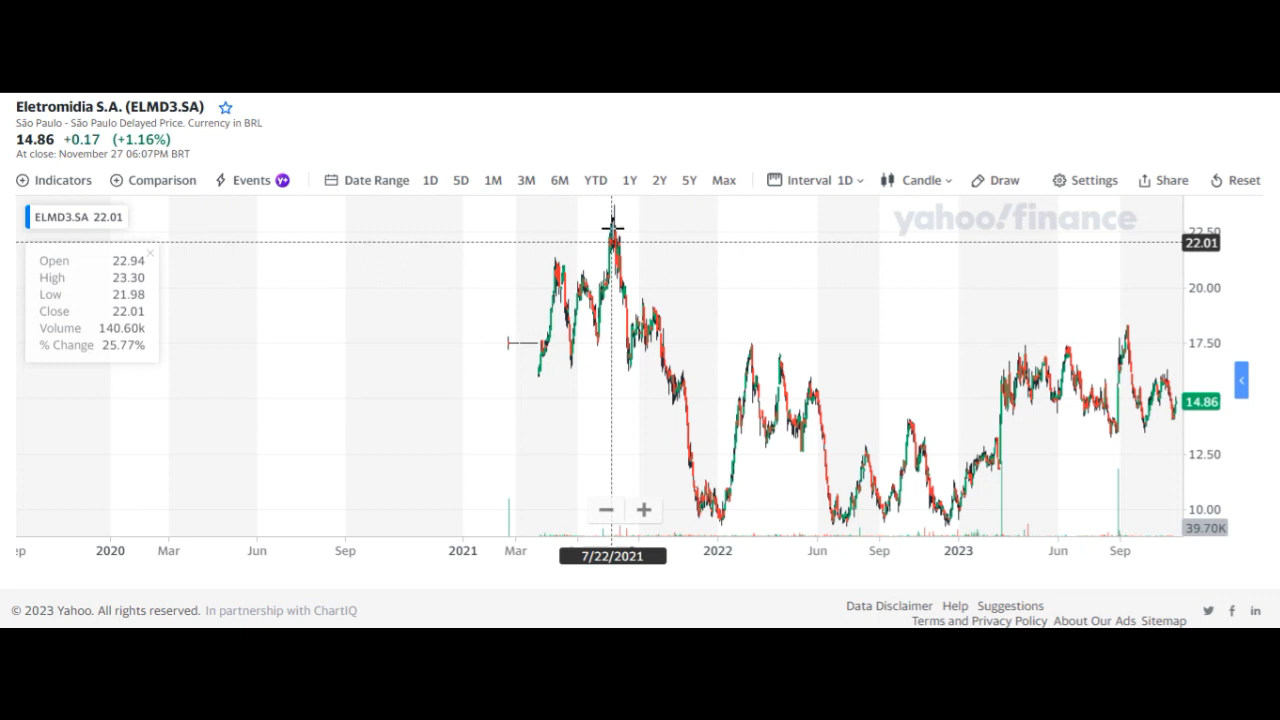 Eletromidia S.A. (ELMD3.SA)
São Paulo - São Paulo Delayed Price. Currency in BRL
14.86 +0.17 (+1.16%)
At close: November 27 06:07PM BRT
Indicators Comparison Events Y+ Date Range 1D 5D 1M 3M 6M YTD 1Y 2Y 5Y Max Interval 1D Candle Draw Settings Share Reset
ELMD3.SA 22.01
yahoo!finance
Open 22.94
High 23.30
Low 21.98
Close 22.01
Volume 140.60k
% Change 25.77%
22.50
22.01
20.00
17.50
14.86
12.50
10.00
39.70K
ep 2020 Mar Jun Sep 2021 Mar 2022 Jun Sep 2023 Jun Sep
7/22/2021
© 2023 Yahoo. All rights reserved. In partnership with ChartIQ
Data Disclaimer Help Suggestions
Terms and Privacy Policy About Our Ads Sitemap